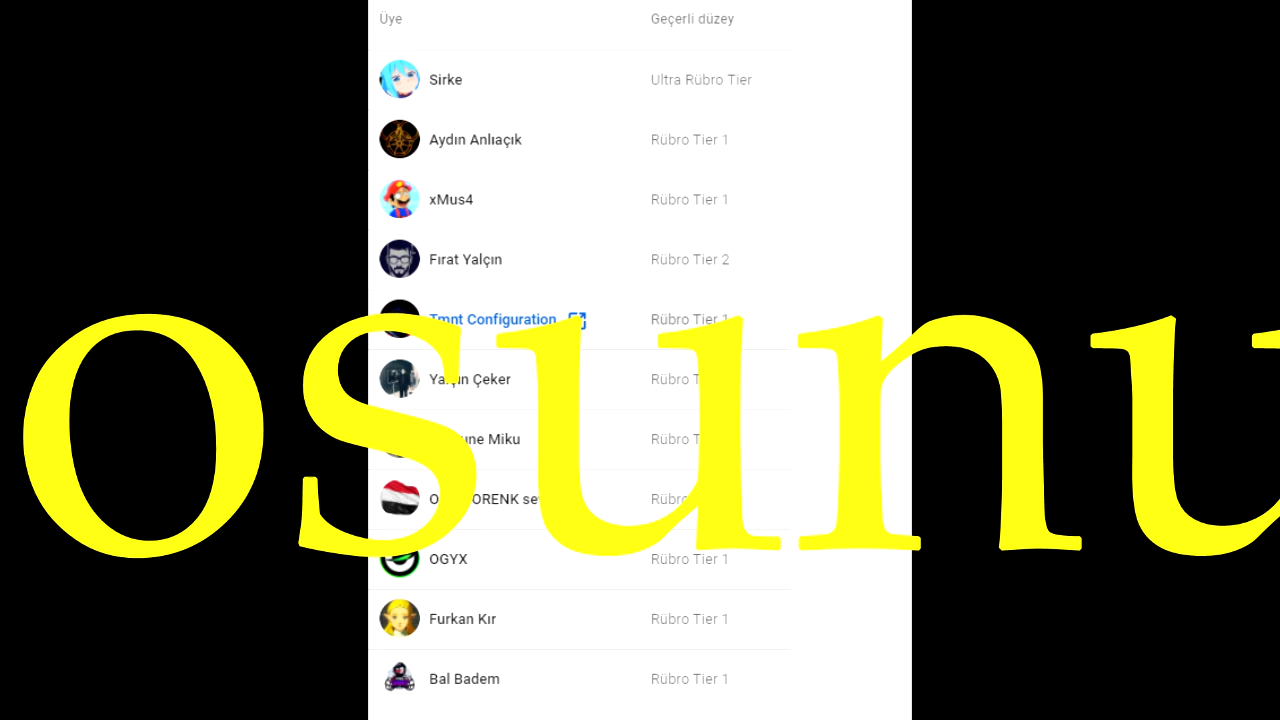 Üye Geçerli düzey
Sirke Ultra Rübro Tier
Aydın Anlıaçık Rübro Tier 1
xMus4 Rübro Tier 1
Fırat Yalçın Rübro Tier 2
Tmnt Configuration Rübro Tier 1
Yalçın Çeker Rübro
Miku Rübro
OGYX Rübro Tier 1
Furkan Kır Rübro Tier 1
Bal Badem Rübro Tier 1
osunu